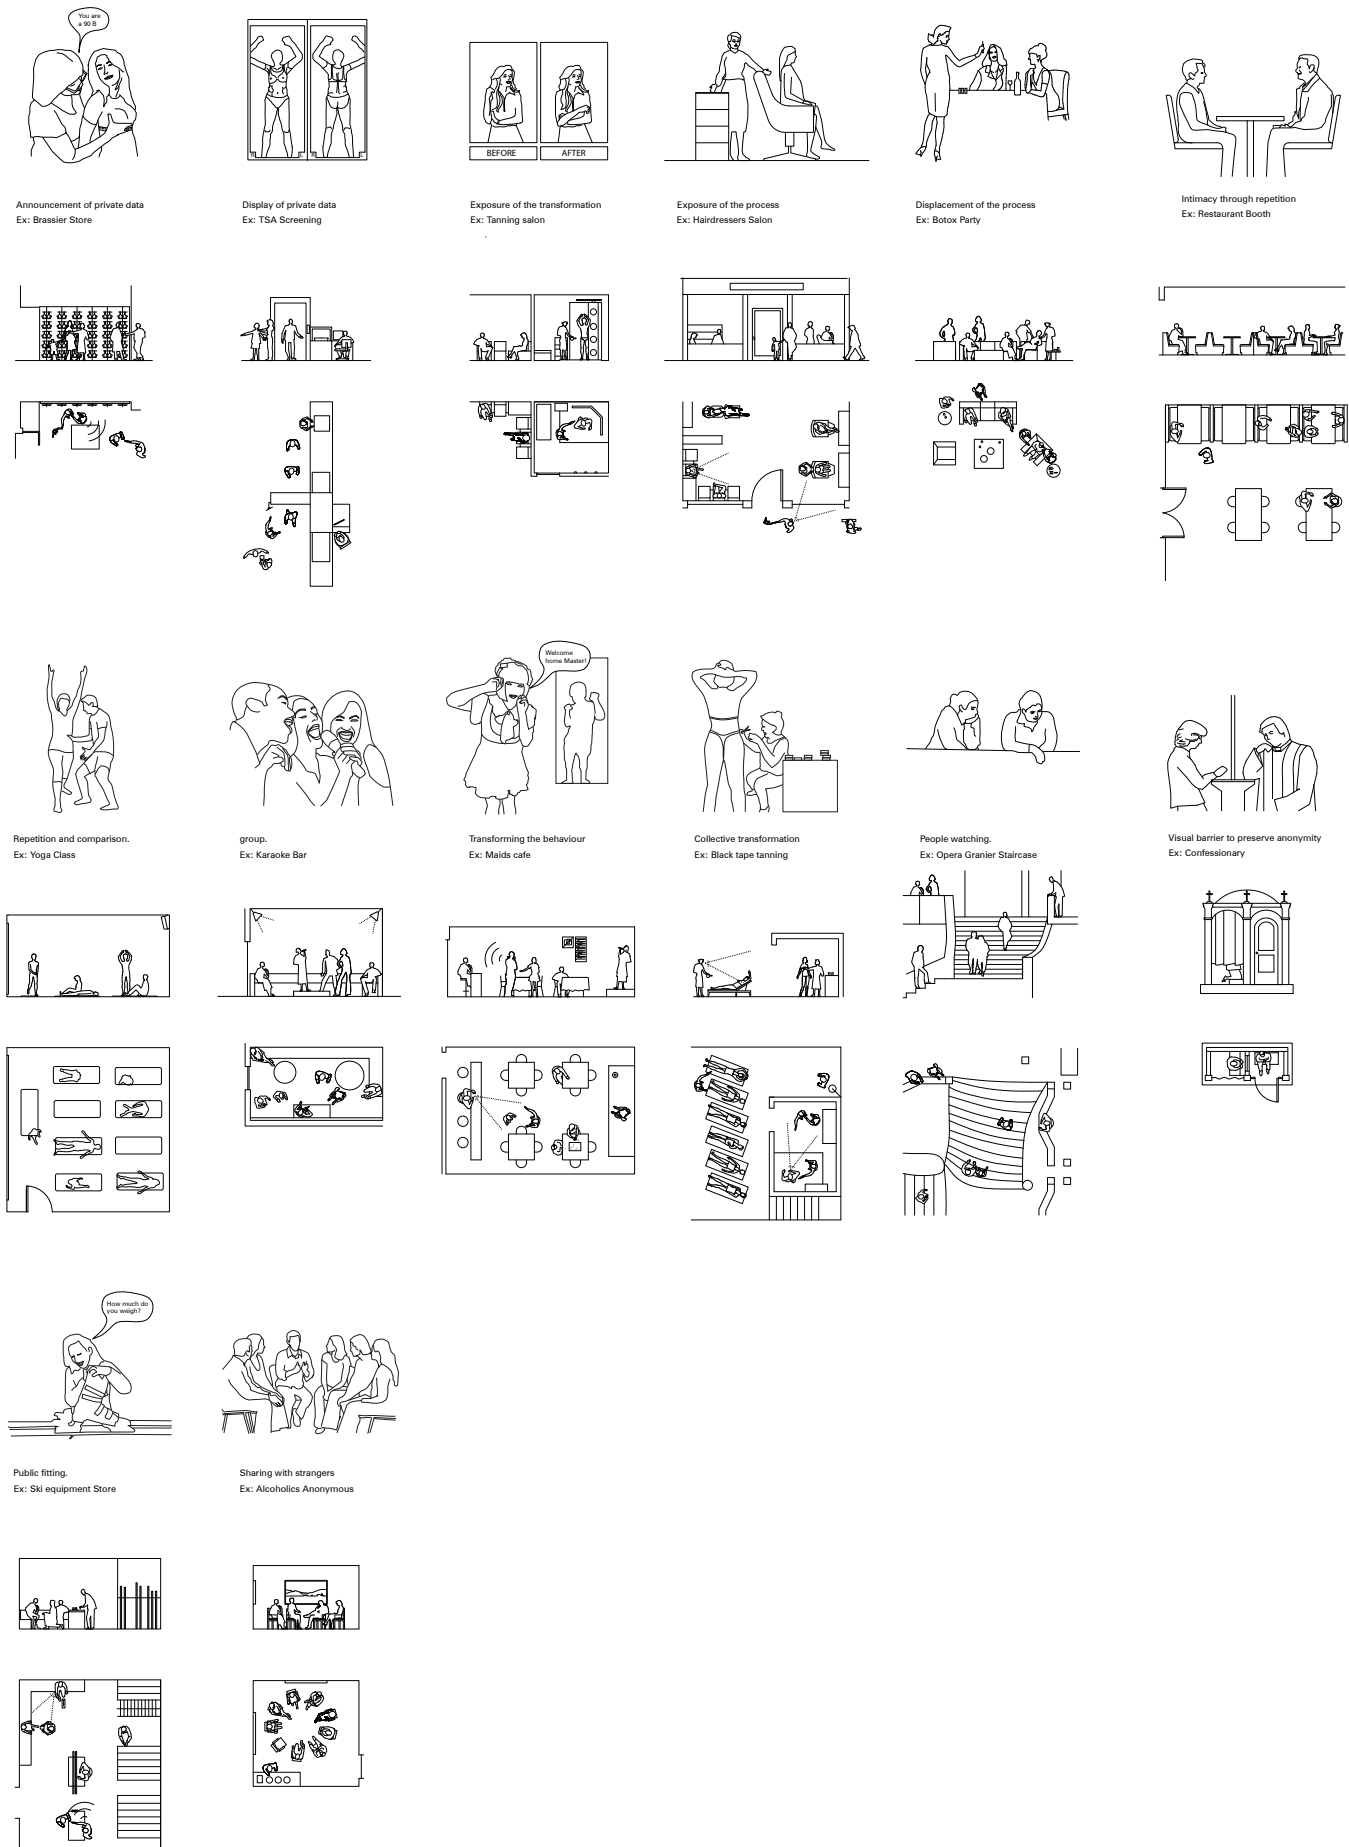 You are
a 90 B
BEFORE
AFTER
Announcement of private data
Ex: Brassier Store
Display of private data
Ex: TSA Screening
Exposure of the transformation
Ex: Tanning salon
Exposure of the process
Ex: Hairdressers Salon
Displacement of the process
Ex: Botox Party
Intimacy through repetition
Ex: Restaurant Booth
Welcome
home Master!
Repetition and comparison.
Ex: Yoga Class
group.
Ex: Karaoke Bar
Transforming the behaviour
Ex: Maids cafe
Collective transformation
Ex: Black tape tanning
People watching.
Ex: Opera Granier Staircase
Visual barrier to preserve anonymity
Ex: Confessionary
How much do
you weigh?
Public fitting.
Ex: Ski equipment Store
Sharing with strangers
Ex: Alcoholics Anonymous